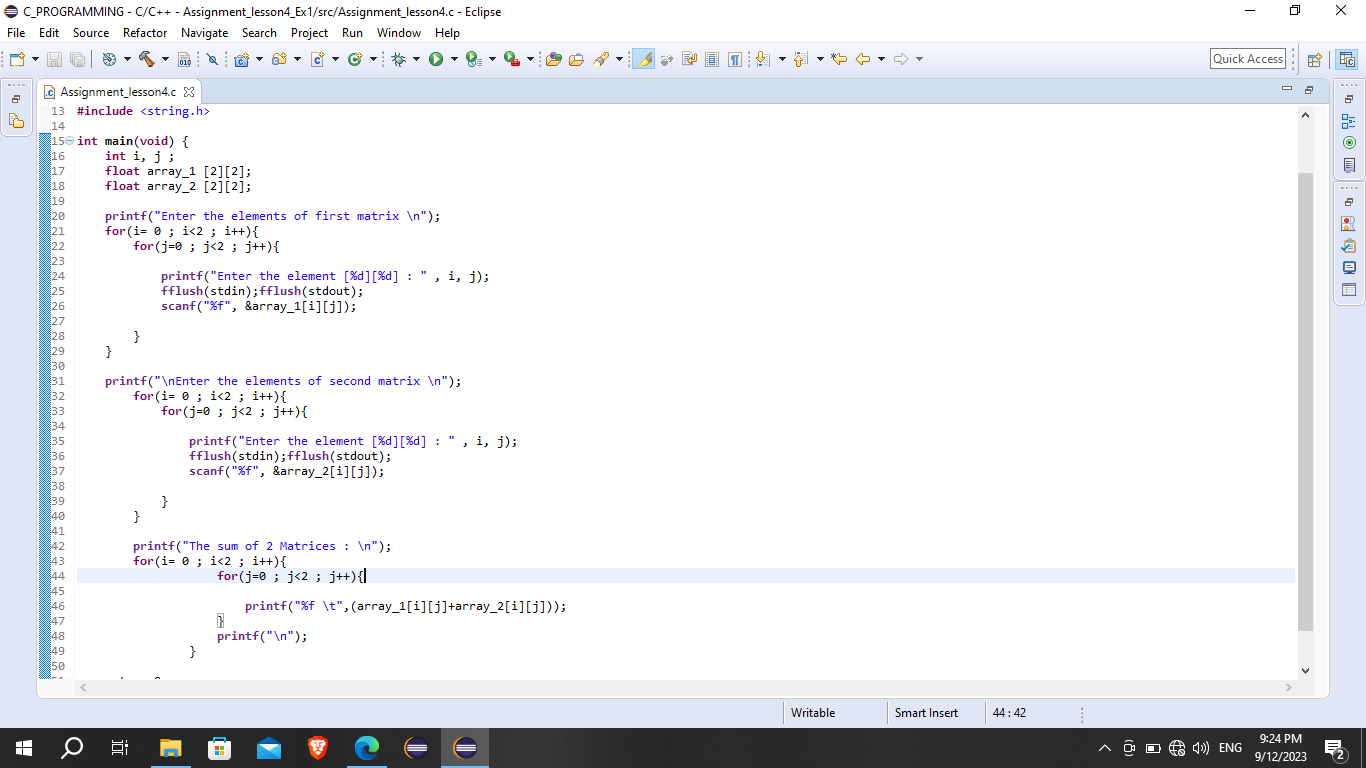 C_PROGRAMMING - C/C++ - Assignment_lesson4_Ex1/src/Assignment_lesson4.c - Eclipse
File Edit Source Refactor Navigate Search Project Run Window Help
010
Quick Access
Assignment_lesson4.c
13 #include <string.h>
14
15 int main(void) {
16 int i, j ;
17 float array_1 [2][2];
18 float array_2 [2][2];
19
20 printf("Enter the elements of first matrix \n");
21 for(i= 0 ; i<2 ; i++){
22 for(j=0 ; j<2 ; j++){
23
24 printf("Enter the element [%d][%d] : " , i, j);
25 fflush(stdin);fflush(stdout);
26 scanf("%f", &array_1[i][j]);
27
28 }
29 }
30
31 printf("\nEnter the elements of second matrix \n");
32 for(i= 0 ; i<2 ; i++){
33 for(j=0 ; j<2 ; j++){
34
35 printf("Enter the element [%d][%d] : " , i, j);
36 fflush(stdin);fflush(stdout);
37 scanf("%f", &array_2[i][j]);
38
39 }
40 }
41
42 printf("The sum of 2 Matrices : \n");
43 for(i= 0 ; i<2 ; i++){
44 for(j=0 ; j<2 ; j++){
45
46 printf("%f \t",(array_1[i][j]+array_2[i][j]));
47 }
48 printf("\n");
49 }
50
Writable Smart Insert 44 : 42
ENG 9:24 PM
9/12/2023
2